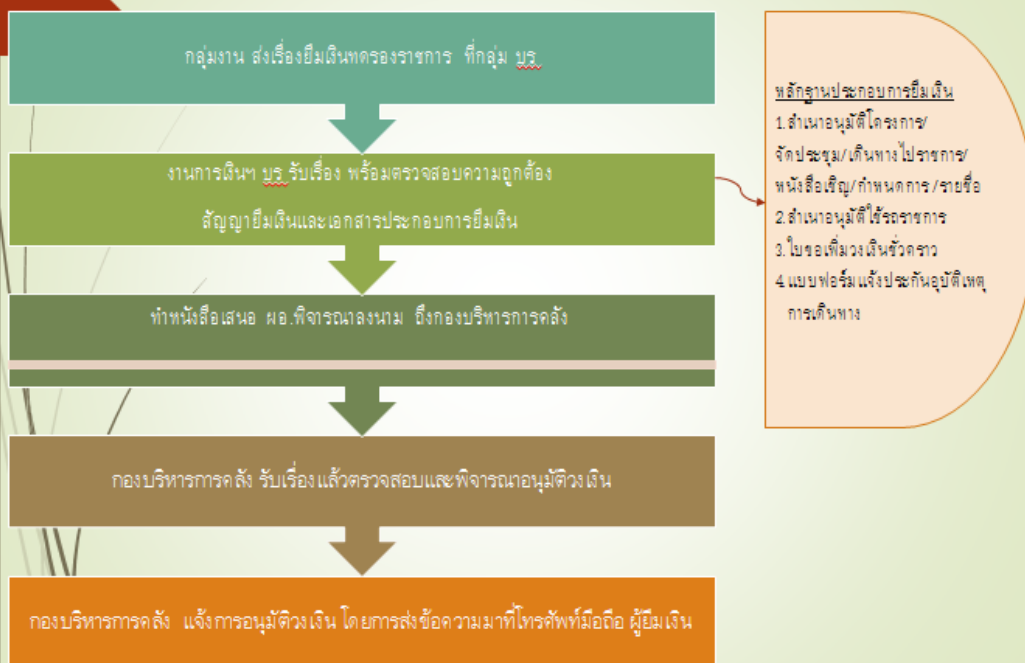 กลุ่มงาน ส่งเรื่องยืมเงินทดรองราชการ ที่กลุ่ม บร.
งานการเงินฯ บร.รับเรื่อง พร้อมตรวจสอบความถูกต้อง
สัญญายืมเงินและเอกสารประกอบการยืมเงิน
ทำหนังสือเสนอ ผอ.พิจารณาลงนาม ถึงกองบริหารการคลัง
กองบริหารการคลัง รับเรื่องแล้วตรวจสอบและพิจารณาอนุมัติวงเงิน
กองบริหารการคลัง แจ้งการอนุมัติวงเงิน โดยการส่งข้อความมาที่โทรศัพท์มือถือ ผู้ยืมเงิน
หลักฐานประกอบการยืมเงิน
1.สำเนาอนุมัติโครงการ/
จัดประชุม/เดินทางไปราชการ/
หนังสือเชิญ/กำหนดการ/รายชื่อ
2.สำเนาอนุมัติใช้รถราชการ
3.ใบขอเพิ่มวงเงินชั่วคราว
4.แบบฟอร์มแจ้งประกันอุบัติเหตุ
การเดินทาง